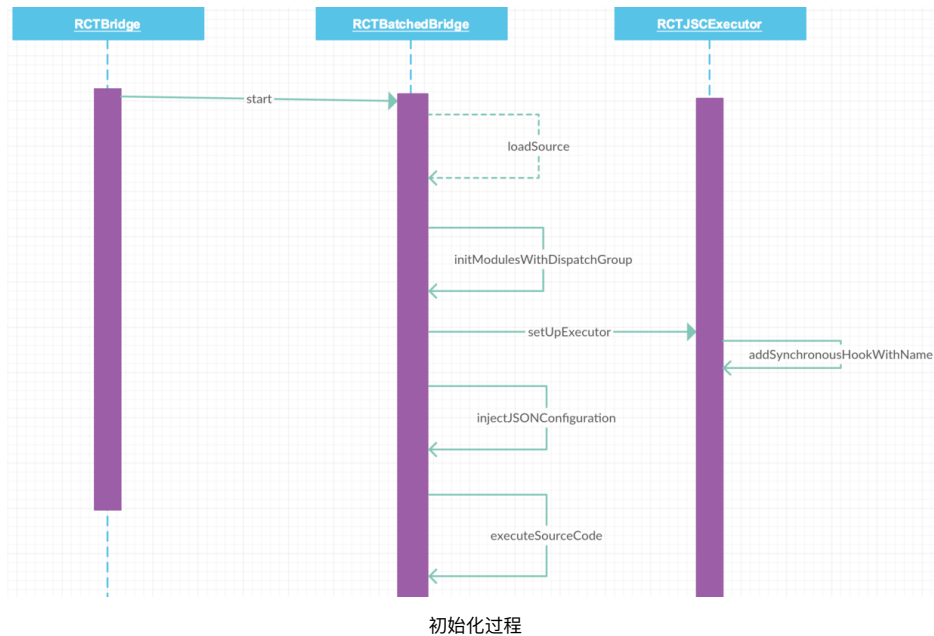 RCTBridge
RCTBatchedBridge
RCTJSCExecutor
start
loadSource
initModulesWithDispatchGroup
setUpExecutor
addSynchronousHookWithName
injectJSONConfiguration
executeSourceCode
初始化过程